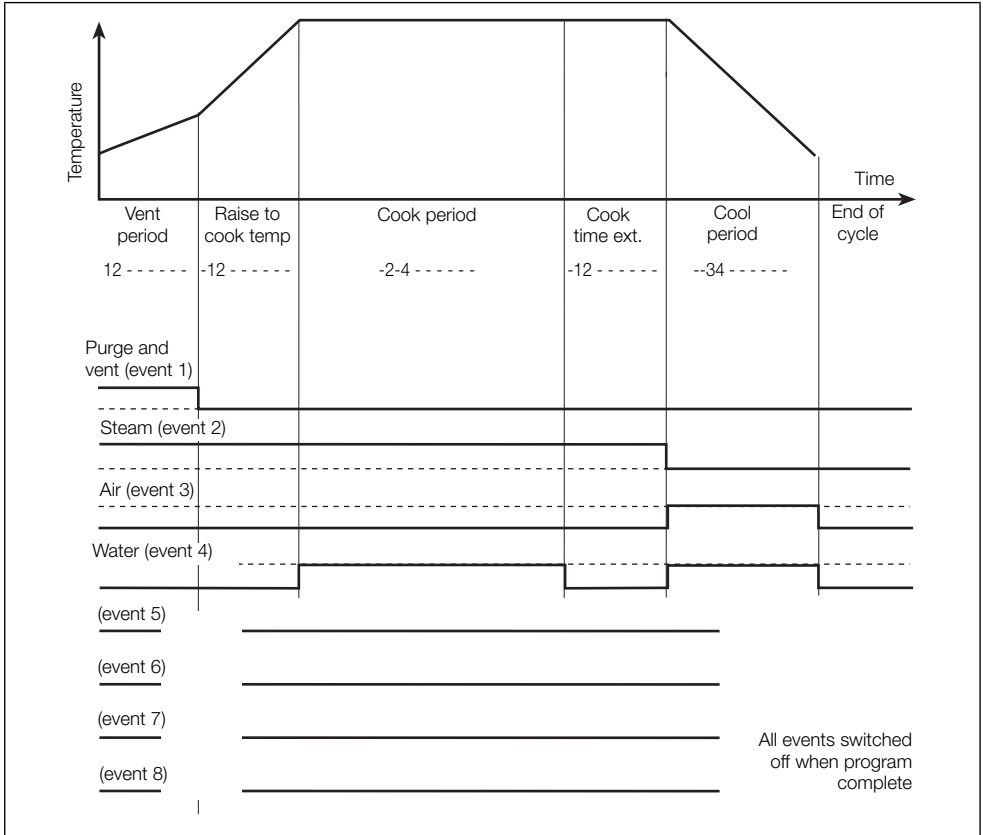 Temperature
Time
Vent
period
Raise to
cook temp
Cook period
Cook
time ext.
Cool
period
End of
cycle
12 - - - - - -
-12 - - - - - -
-2-4 - - - - - -
-12 - - - - - -
--34- - - - - -
Purge and
vent (event 1)
Steam (event 2)
Air (event 3)
Water (event 4)
(event 5)
(event 6)
(event 7)
(event 8)
All events switched
off when program
complete